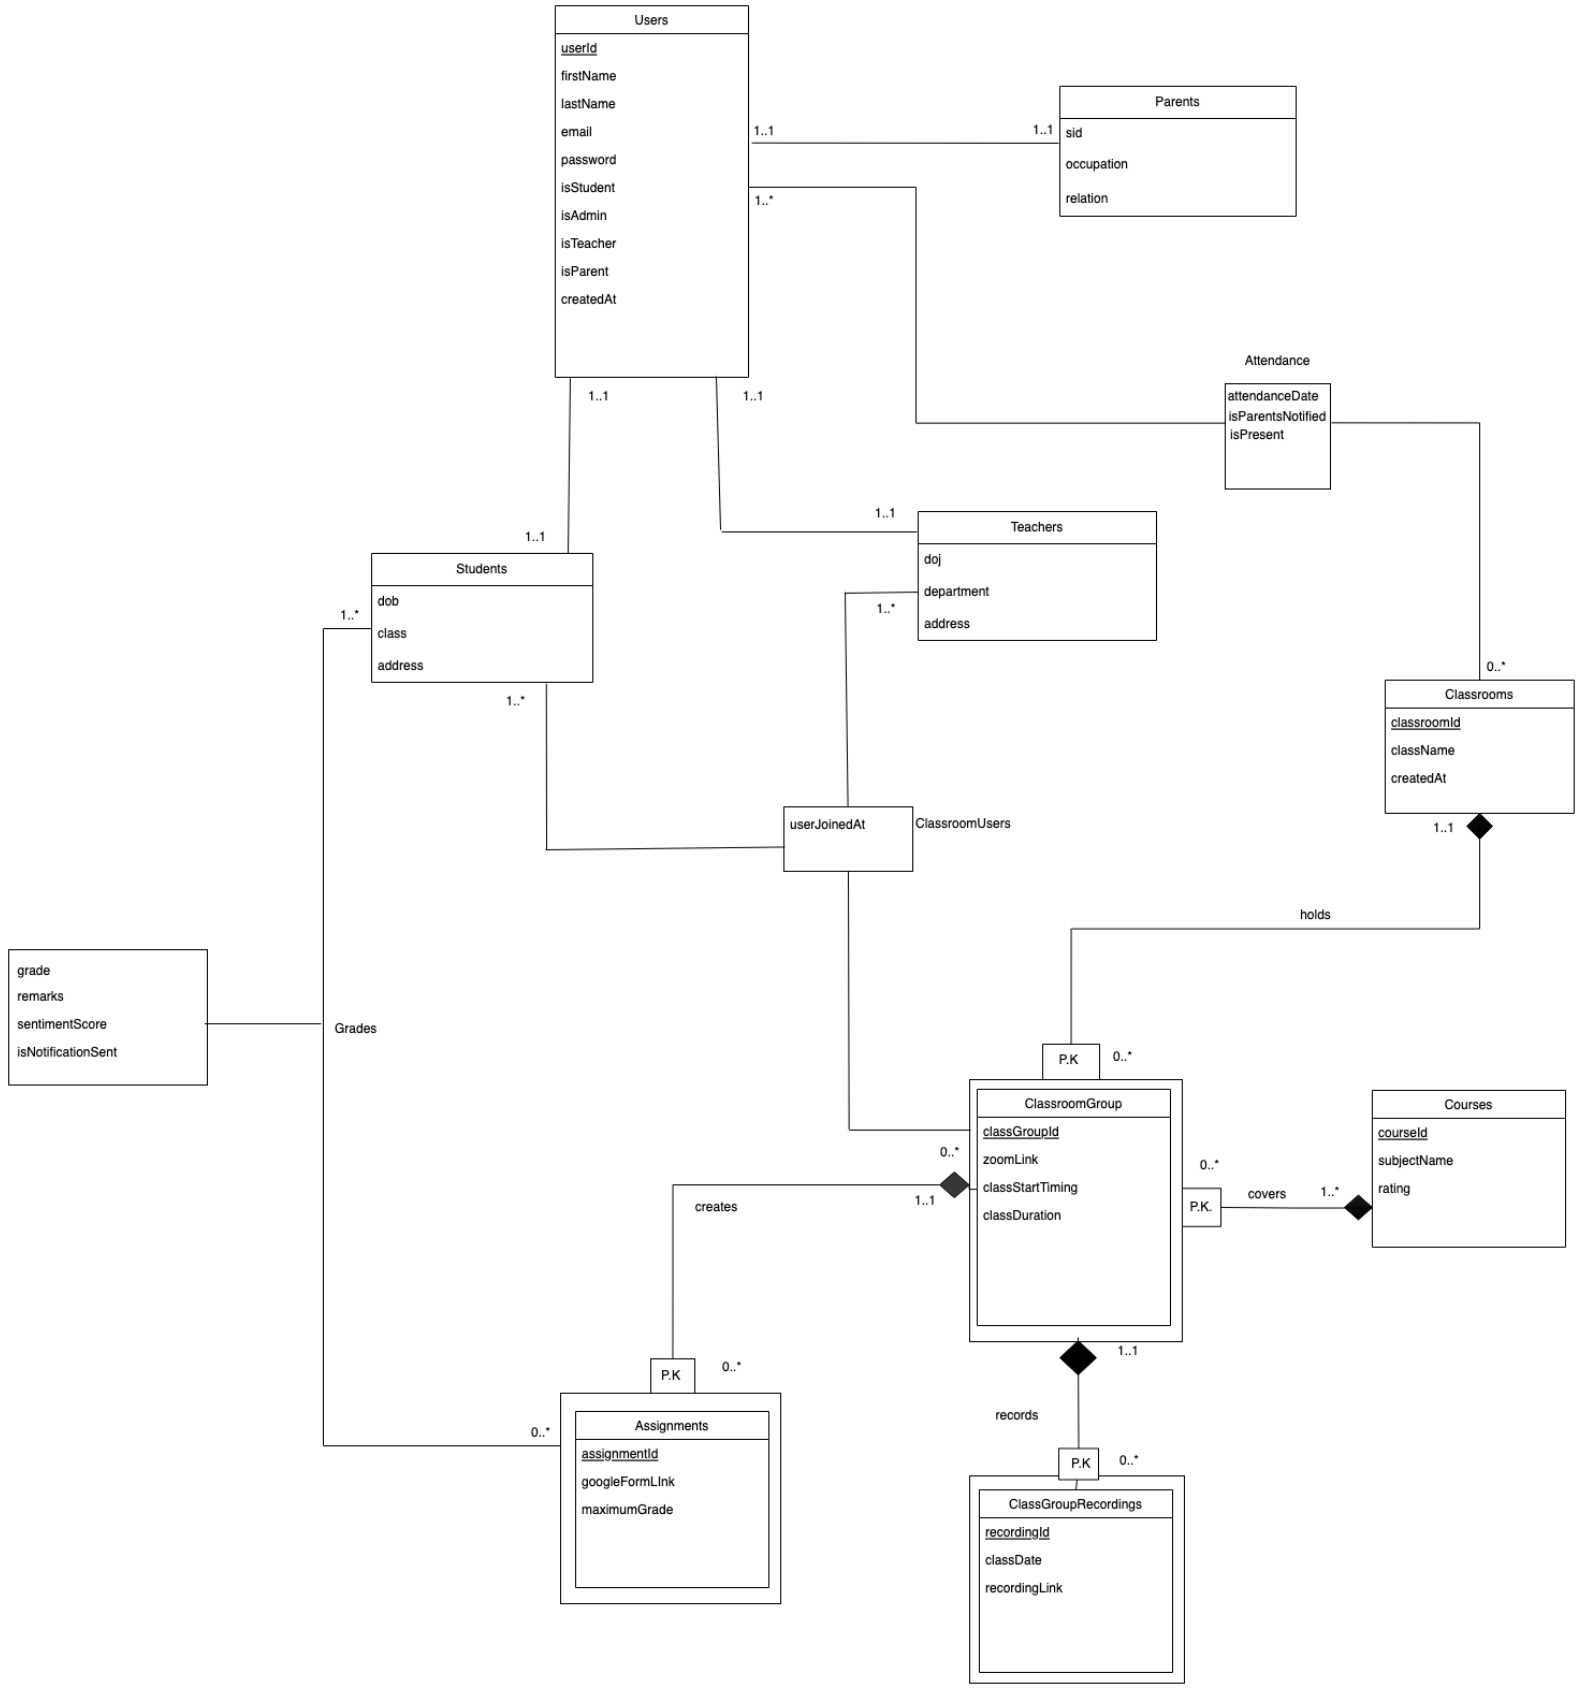 Users
userId
firstName
lastName
email
password
isStudent
isAdmin
isTeacher
isParent
createdAt
1..1
1..1
1..*
Parents
sid
occupation
relation
Attendance
attendanceDate
isParentsNotified
isPresent
1..1
1..1
1..1
1..1
Students
dob
class
address
1..*
1..*
Teachers
doj
department
address
1..*
0..*
Classrooms
classroomId
className
createdAt
1..1
userJoinedAt
ClassroomUsers
holds
grade
remarks
sentimentScore
isNotificationSent
Grades
P.K
0..*
ClassroomGroup
classGroupId
zoomLink
classStartTiming
classDuration
0..*
1..1
creates
0..*
P.K.
covers
1..*
Courses
courseId
subjectName
rating
1..1
records
P.K
0..*
0..*
Assignments
assignmentId
googleFormLInk
maximumGrade
P.K
0..*
ClassGroupRecordings
recordingId
classDate
recordingLink